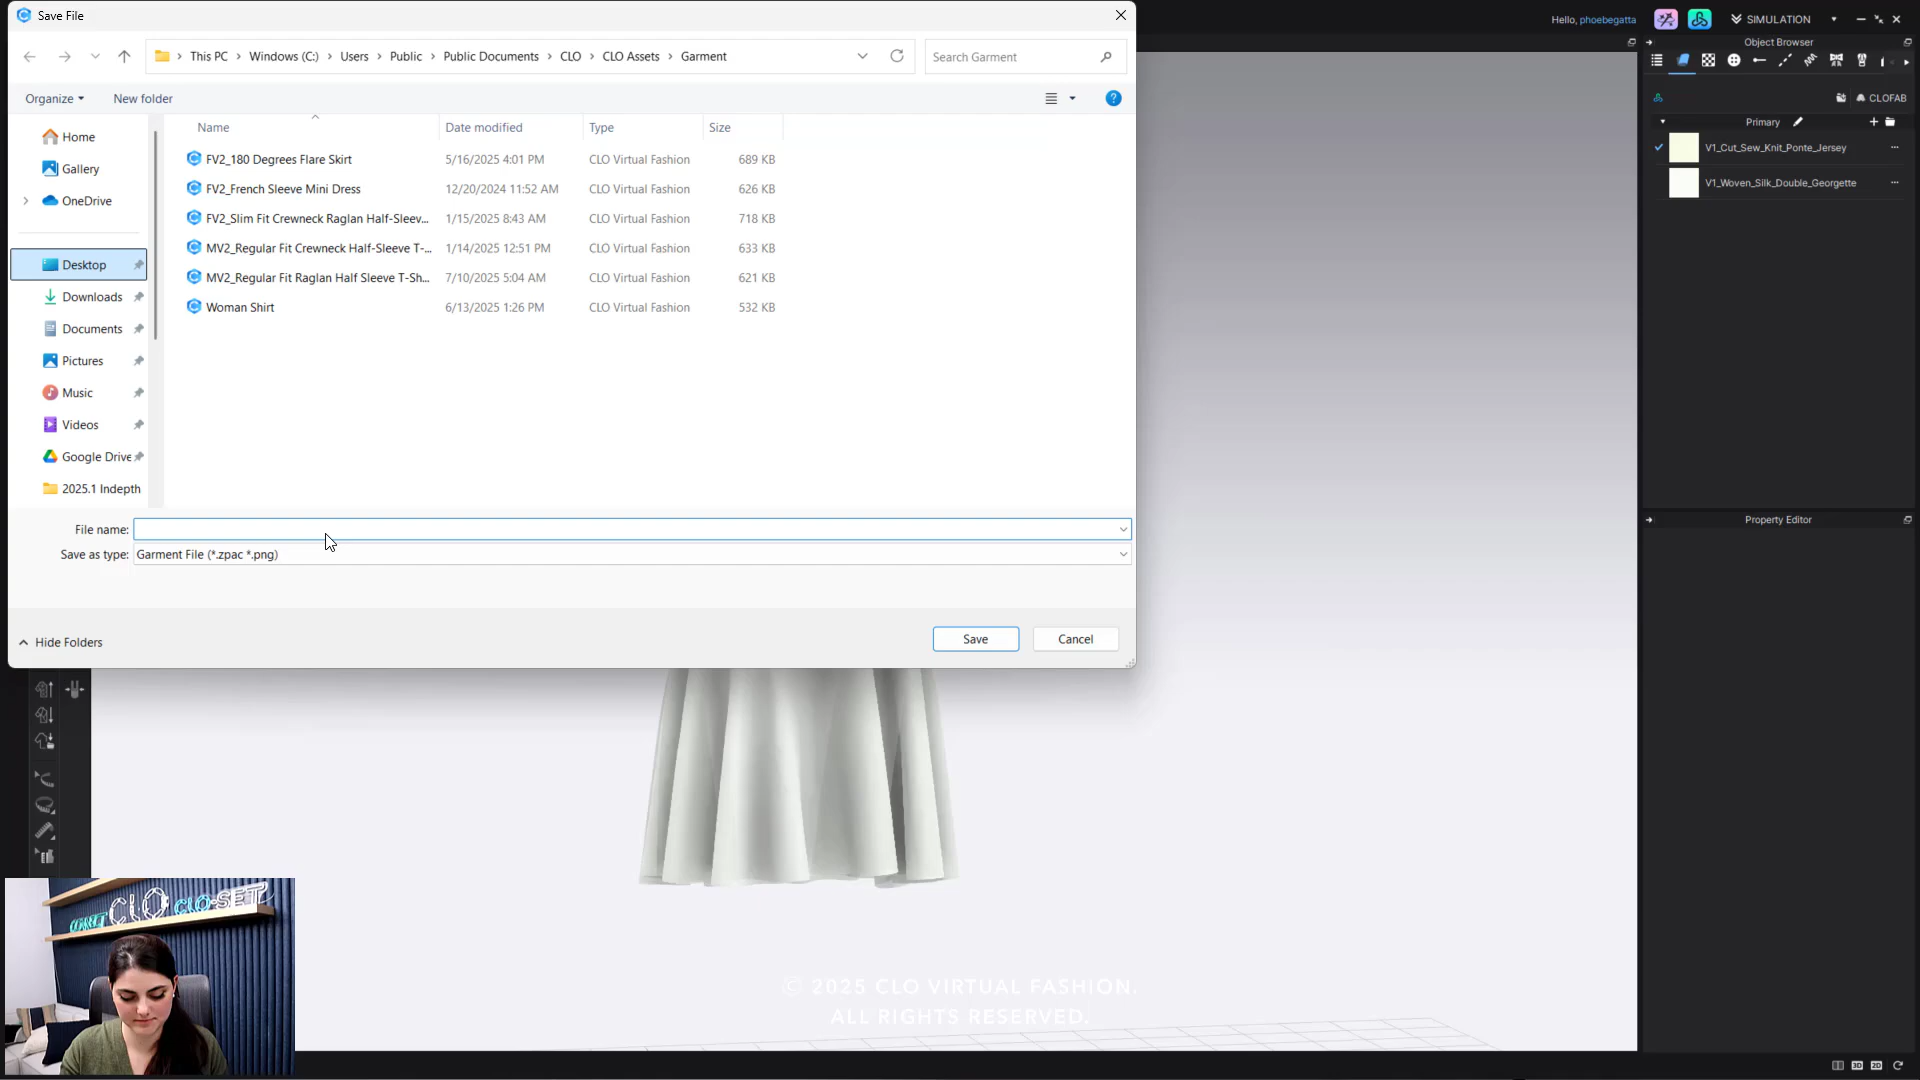 Save File
Hello, phoebegatta
SIMULATION
This PC > Windows (C:) > Users > Public > Public Documents > CLO > CLO Assets > Garment
Search Garment
Object Browser
Organize
New folder
CLOFAB
Primary
V1_Cut_Sew_Knit_Ponte_Jersey
V1_Woven_Silk_Double_Georgette
Property Editor
Home
Gallery
OneDrive
Desktop
Downloads
Documents
Pictures
Music
Videos
Google Drive
2025.1 Indepth
Name Date modified Type Size
FV2_180 Degrees Flare Skirt 5/16/2025 4:01 PM CLO Virtual Fashion 689 KB
FV2_French Sleeve Mini Dress 12/20/2024 11:52 AM CLO Virtual Fashion 626 KB
FV2_Slim Fit Crewneck Raglan Half-Sleev... 1/15/2025 8:43 AM CLO Virtual Fashion 718 KB
MV2_Regular Fit Crewneck Half-Sleeve T-... 1/14/2025 12:51 PM CLO Virtual Fashion 633 KB
MV2_Regular Fit Raglan Half Sleeve T-Sh... 7/10/2025 5:04 AM CLO Virtual Fashion 621 KB
Woman Shirt 6/13/2025 1:26 PM CLO Virtual Fashion 532 KB
File name:
Save as type: Garment File (*.zpac *.png)
Hide Folders
Save
Cancel
CLO CLO-SET
© 2025 CLO VIRTUAL FASHION.
ALL RIGHTS RESERVED.
3D
2D